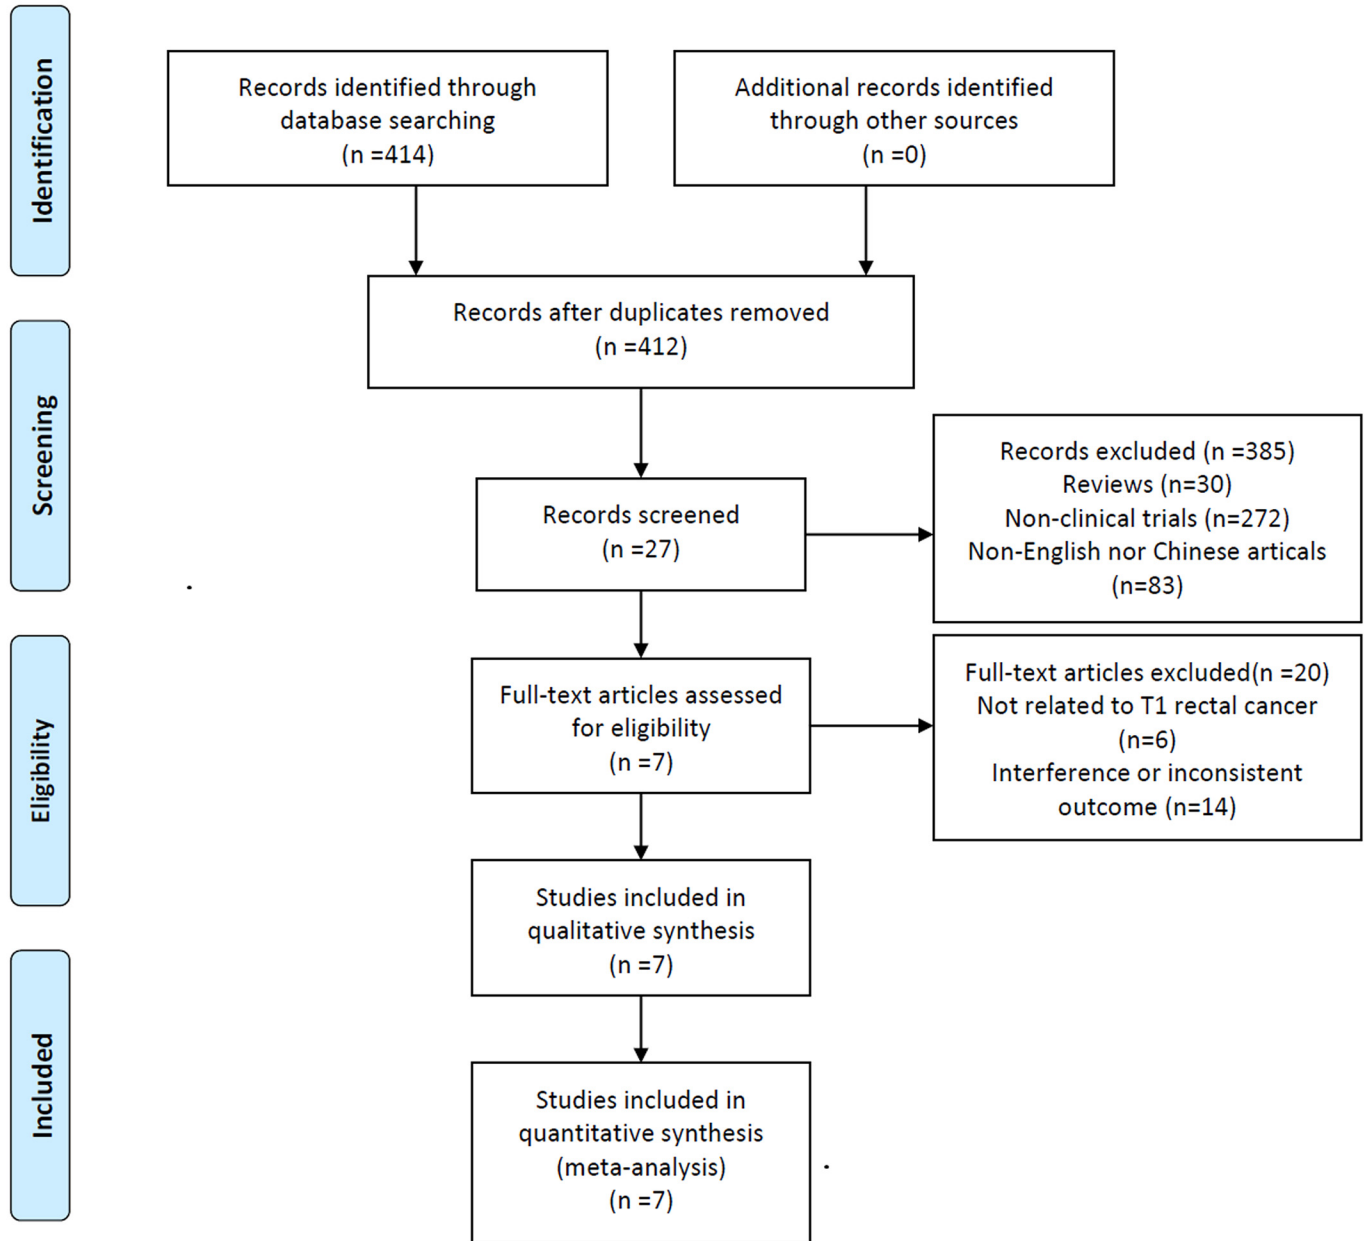 Identification
Records identified through
database searching
(n =414)
Additional records identified
through other sources
(n =0)
Records after duplicates removed
(n =412)
Screening
Records screened
(n =27)
Records excluded (n =385)
Reviews (n=30)
Non-clinical trials (n=272)
Non-English nor Chinese articals
(n=83)
Eligibility
Full-text articles assessed
for eligibility
(n =7)
Full-text articles excluded(n =20)
Not related to T1 rectal cancer
(n=6)
Interference or inconsistent
outcome (n=14)
Studies included in
qualitative synthesis
(n =7)
Included
Studies included in
quantitative synthesis
(meta-analysis)
(n =7)